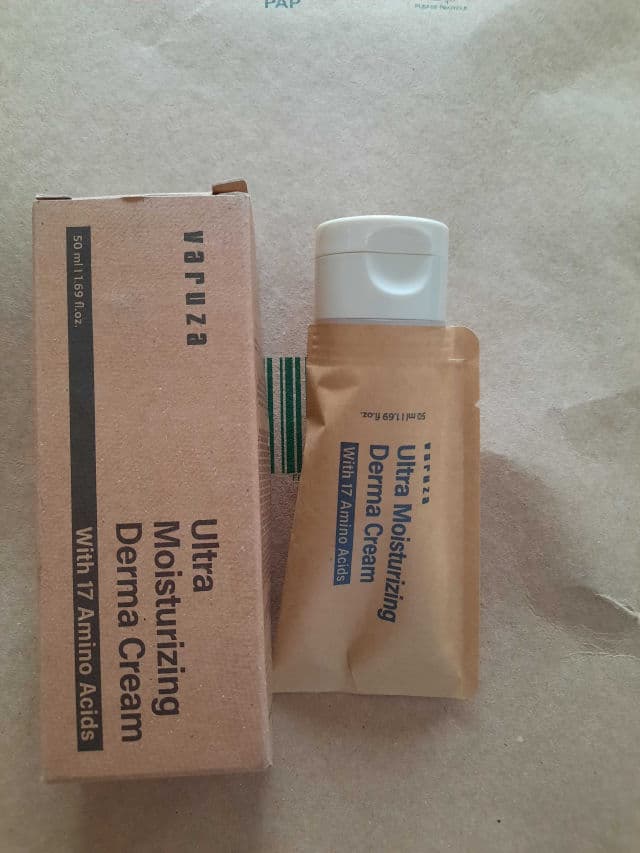 PAP
varuza
50 ml | 1.69 fl.oz.
Ultra
Moisturizing
Derma Cream
With 17 Amino Acids
50 ml | 1.69 fl.oz.
varuza
Ultra Moisturizing
Derma Cream
With 17 Amino Acids